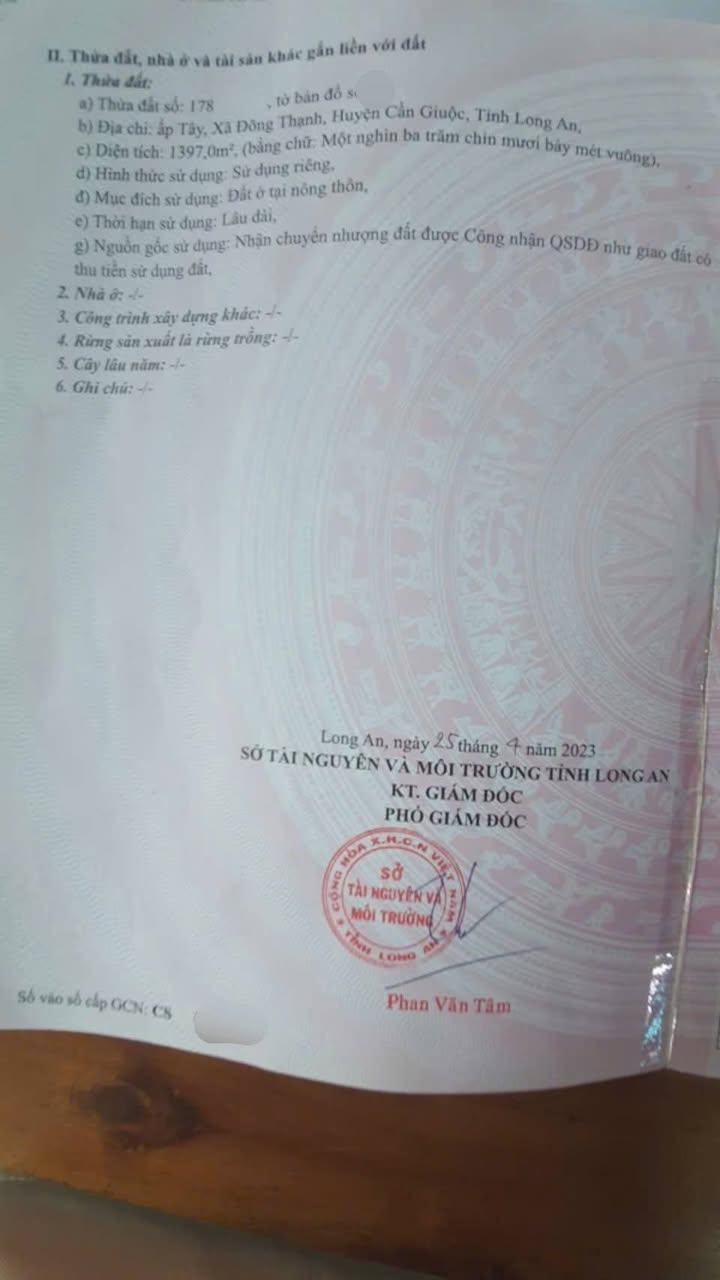 II. Thửa đất, nhà ở và tài sản khác gắn liền với đất
1. Thửa đất:
a) Thửa đất số: 178 , tờ bản đồ s
b) Địa chỉ: ấp Tây, Xã Đông Thạnh, Huyện Cần Giuộc, Tỉnh Long An,
c) Diện tích: 1397,0m², (bằng chữ: Một nghìn ba trăm chín mươi bảy mét vuông),
d) Hình thức sử dụng: Sử dụng riêng,
đ) Mục đích sử dụng: Đất ở tại nông thôn,
e) Thời hạn sử dụng: Lâu dài,
g) Nguồn gốc sử dụng: Nhận chuyển nhượng đất được Công nhận QSDĐ như giao đất có
thu tiền sử dụng đất,
2. Nhà ở: -/-
3. Công trình xây dựng khác: -/-
4. Rừng sản xuất là rừng trồng: -/-
5. Cây lâu năm: -/-
6. Ghi chú: -/-
Long An, ngày 25 tháng 4 năm 2023
SỞ TÀI NGUYÊN VÀ MÔI TRƯỜNG TỈNH LONG AN
KT. GIÁM ĐỐC
PHÓ GIÁM ĐỐC
CỘNG HÒA X.H.C.N VIỆT NAM
SỞ
TÀI NGUYÊN VÀ
MÔI TRƯỜNG
TỈNH LONG AN
Phan Văn Tâm
Số vào sổ cấp GCN: CS